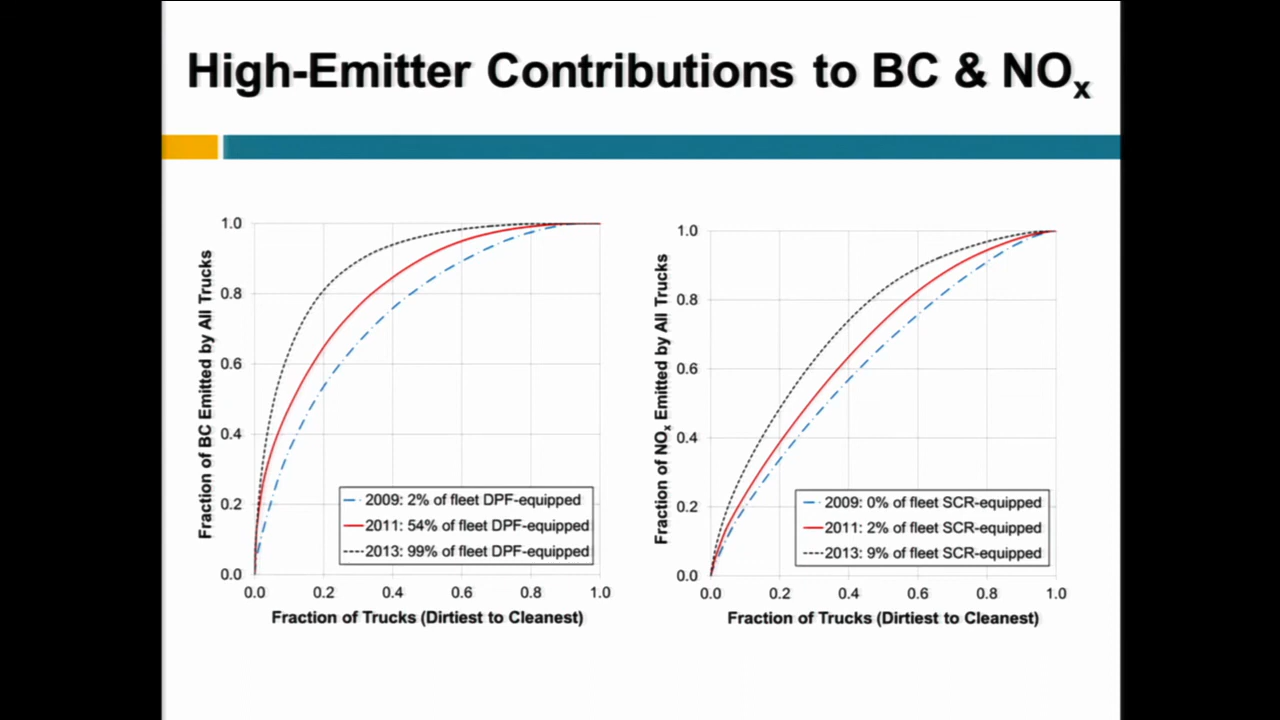 High-Emitter Contributions to BC & NOx
Fraction of BC Emitted by All Trucks
1.0
0.8
0.6
0.4
0.2
0.0
2009: 2% of fleet DPF-equipped
2011: 54% of fleet DPF-equipped
2013: 99% of fleet DPF-equipped
0.0 0.2 0.4 0.6 0.8 1.0
Fraction of Trucks (Dirtiest to Cleanest)
Fraction of NOx Emitted by All Trucks
1.0
0.8
0.6
0.4
0.2
0.0
2009: 0% of fleet SCR-equipped
2011: 2% of fleet SCR-equipped
2013: 9% of fleet SCR-equipped
0.0 0.2 0.4 0.6 0.8 1.0
Fraction of Trucks (Dirtiest to Cleanest)